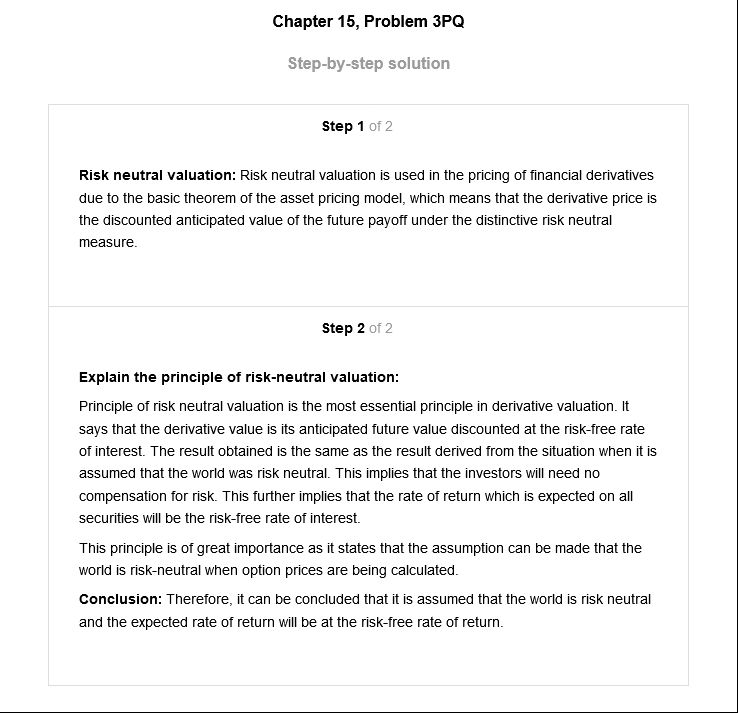 Chapter 15, Problem 3PQ
Step-by-step solution
Step 1 of 2
Risk neutral valuation: Risk neutral valuation is used in the pricing of financial derivatives
due to the basic theorem of the asset pricing model, which means that the derivative price is
the discounted anticipated value of the future payoff under the distinctive risk neutral
measure.
Step 2 of 2
Explain the principle of risk-neutral valuation:
Principle of risk neutral valuation is the most essential principle in derivative valuation. It
says that the derivative value is its anticipated future value discounted at the risk-free rate
of interest. The result obtained is the same as the result derived from the situation when it is
assumed that the world was risk neutral. This implies that the investors will need no
compensation for risk. This further implies that the rate of return which is expected on all
securities will be the risk-free rate of interest.
This principle is of great importance as it states that the assumption can be made that the
world is risk-neutral when option prices are being calculated.
Conclusion: Therefore, it can be concluded that it is assumed that the world is risk neutral
and the expected rate of return will be at the risk-free rate of return.